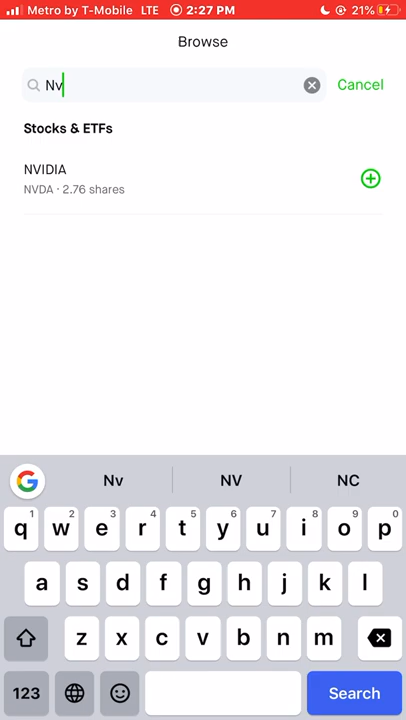 Metro by T-Mobile LTE 2:27 PM 21%
Browse
Nv Cancel
Stocks & ETFs
NVIDIA
NVDA · 2.76 shares
Nv NV NC
1 2 3 4 5 6 7 8 9 0
q w e r t y u i o p
a s d f g h j k l
z x c v b n m
123 Search